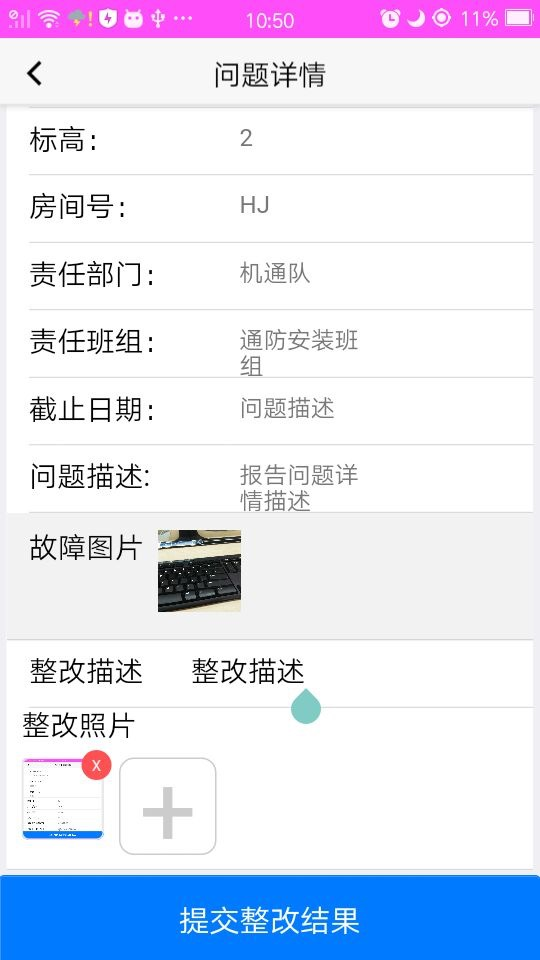 10:50
11%
问题详情
标高:
2
房间号:
HJ
责任部门:
机通队
责任班组:
通防安装班
组
截止日期:
问题描述
问题描述:
报告问题详
情描述
故障图片
整改描述
整改描述
整改照片
X
提交整改结果